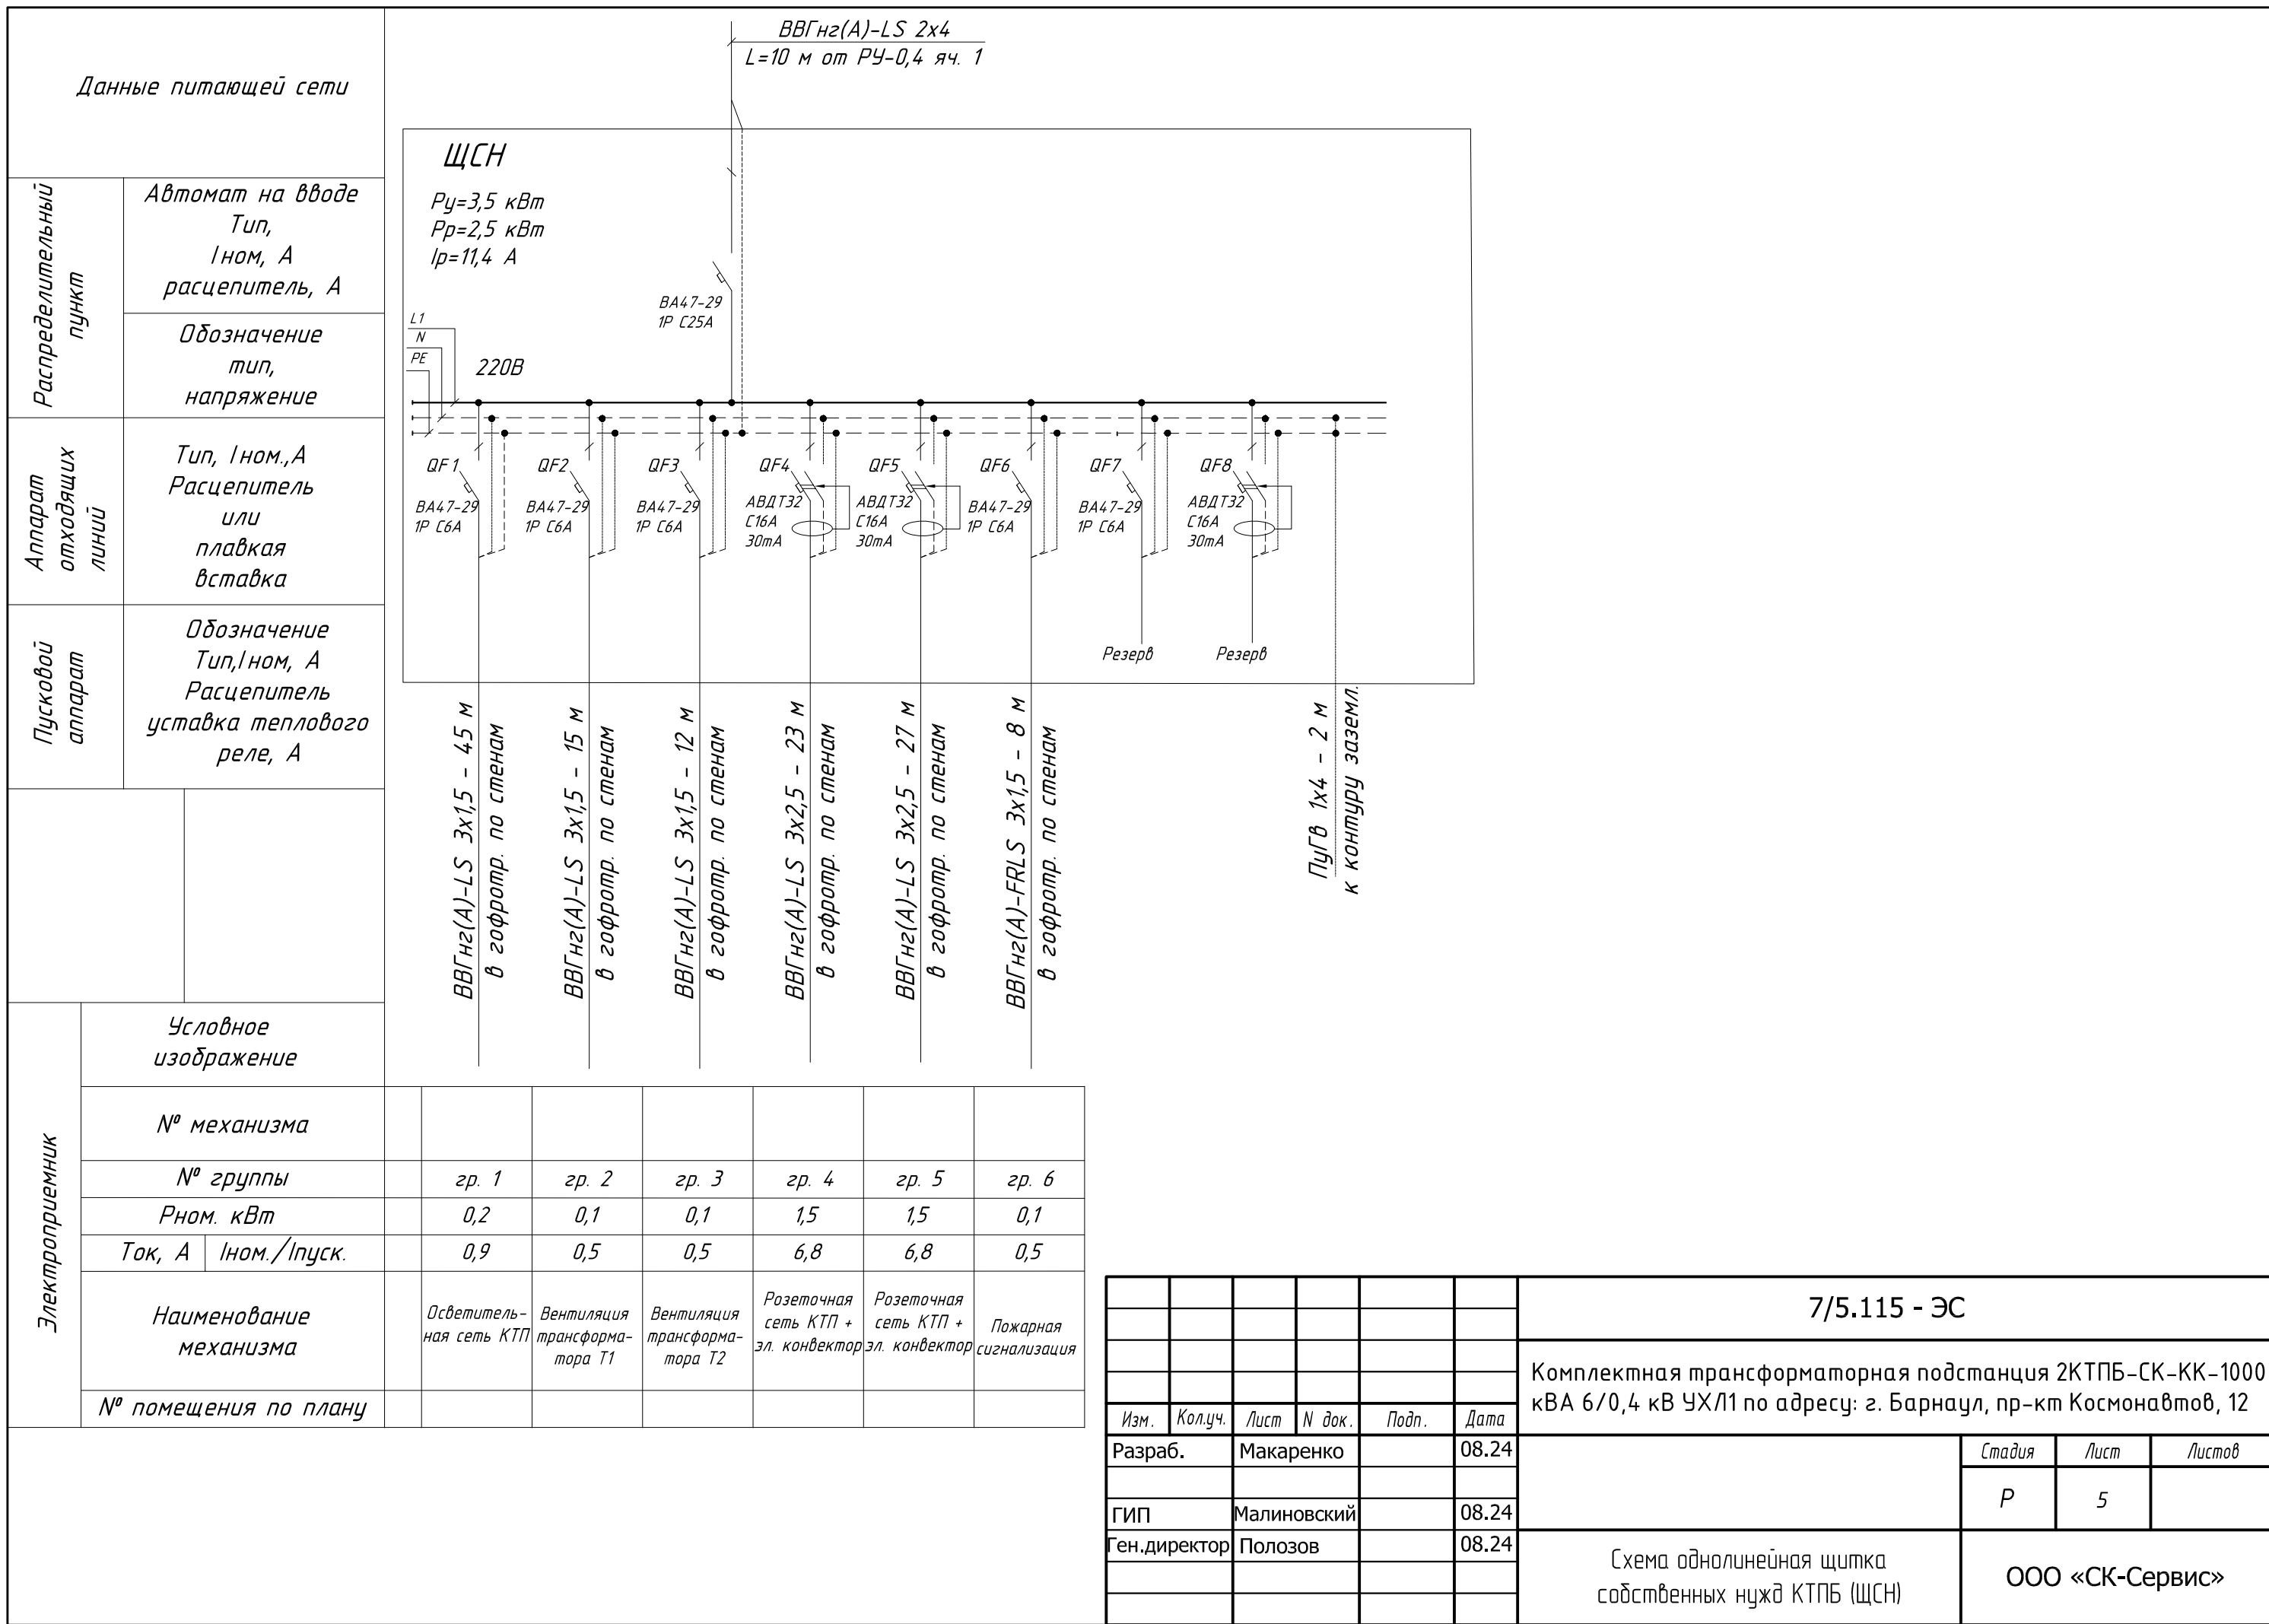 ВВГнг(А)-LS 2х4
L=10 м от РУ-0,4 яч. 1
Данные питающей сети
ЩСН
Ру=3,5 кВт
Рр=2,5 кВт
Iр=11,4 А
Распределительный
пункт
Автомат на вводе
Тип,
Iном, А
расцепитель, А
Обозначение
тип,
напряжение
ВА47-29
1Р С25А
L1
N
PE
220В
Аппарат
отходящих
линий
Тип, Iном.,А
Расцепитель
или
плавкая
вставка
QF1
ВА47-29
1Р С6А
QF2
ВА47-29
1Р С6А
QF3
ВА47-29
1Р С6А
QF4
АВДТ32
С16А
30mA
QF5
АВДТ32
С16А
30mA
QF6
ВА47-29
1Р С6А
QF7
ВА47-29
1Р С6А
QF8
АВДТ32
С16А
30mA
Резерв
Резерв
Пусковой
аппарат
Обозначение
Тип,Iном, А
Расцепитель
уставка теплового
реле, А
ВВГнг(А)-LS 3х1,5 - 45 м
в гофротр. по стенам
ВВГнг(А)-LS 3х1,5 - 15 м
в гофротр. по стенам
ВВГнг(А)-LS 3х1,5 - 12 м
в гофротр. по стенам
ВВГнг(А)-LS 3х2,5 - 23 м
в гофротр. по стенам
ВВГнг(А)-LS 3х2,5 - 27 м
в гофротр. по стенам
ВВГнг(А)-FRLS 3х1,5 - 8 м
в гофротр. по стенам
ПуГВ 1х4 - 2 м
к контуру заземл.
Электроприемник
Условное
изображение
№ механизма
№ группы
гр. 1
гр. 2
гр. 3
гр. 4
гр. 5
гр. 6
Рном. кВт
0,2
0,1
0,1
1,5
1,5
0,1
Ток, А
Iном./Iпуск.
0,9
0,5
0,5
6,8
6,8
0,5
Наименование
механизма
Осветитель-
ная сеть КТП
Вентиляция
трансформа-
тора Т1
Вентиляция
трансформа-
тора Т2
Розеточная
сеть КТП +
эл. конвектор
Розеточная
сеть КТП +
эл. конвектор
Пожарная
сигнализация
№ помещения по плану
7/5.115 - ЭС
Комплектная трансформаторная подстанция 2КТПБ-СК-КК-1000
кВА 6/0,4 кВ УХЛ1 по адресу: г. Барнаул, пр-кт Космонавтов, 12
Изм.
Кол.уч.
Лист
N док.
Подп.
Дата
Разраб.
Макаренко
08.24
ГИП
Малиновский
08.24
Ген.директор
Полозов
08.24
Стадия
Лист
Листов
Р
5
Схема однолинейная щитка
собственных нужд КТПБ (ЩСН)
ООО «СК-Сервис»